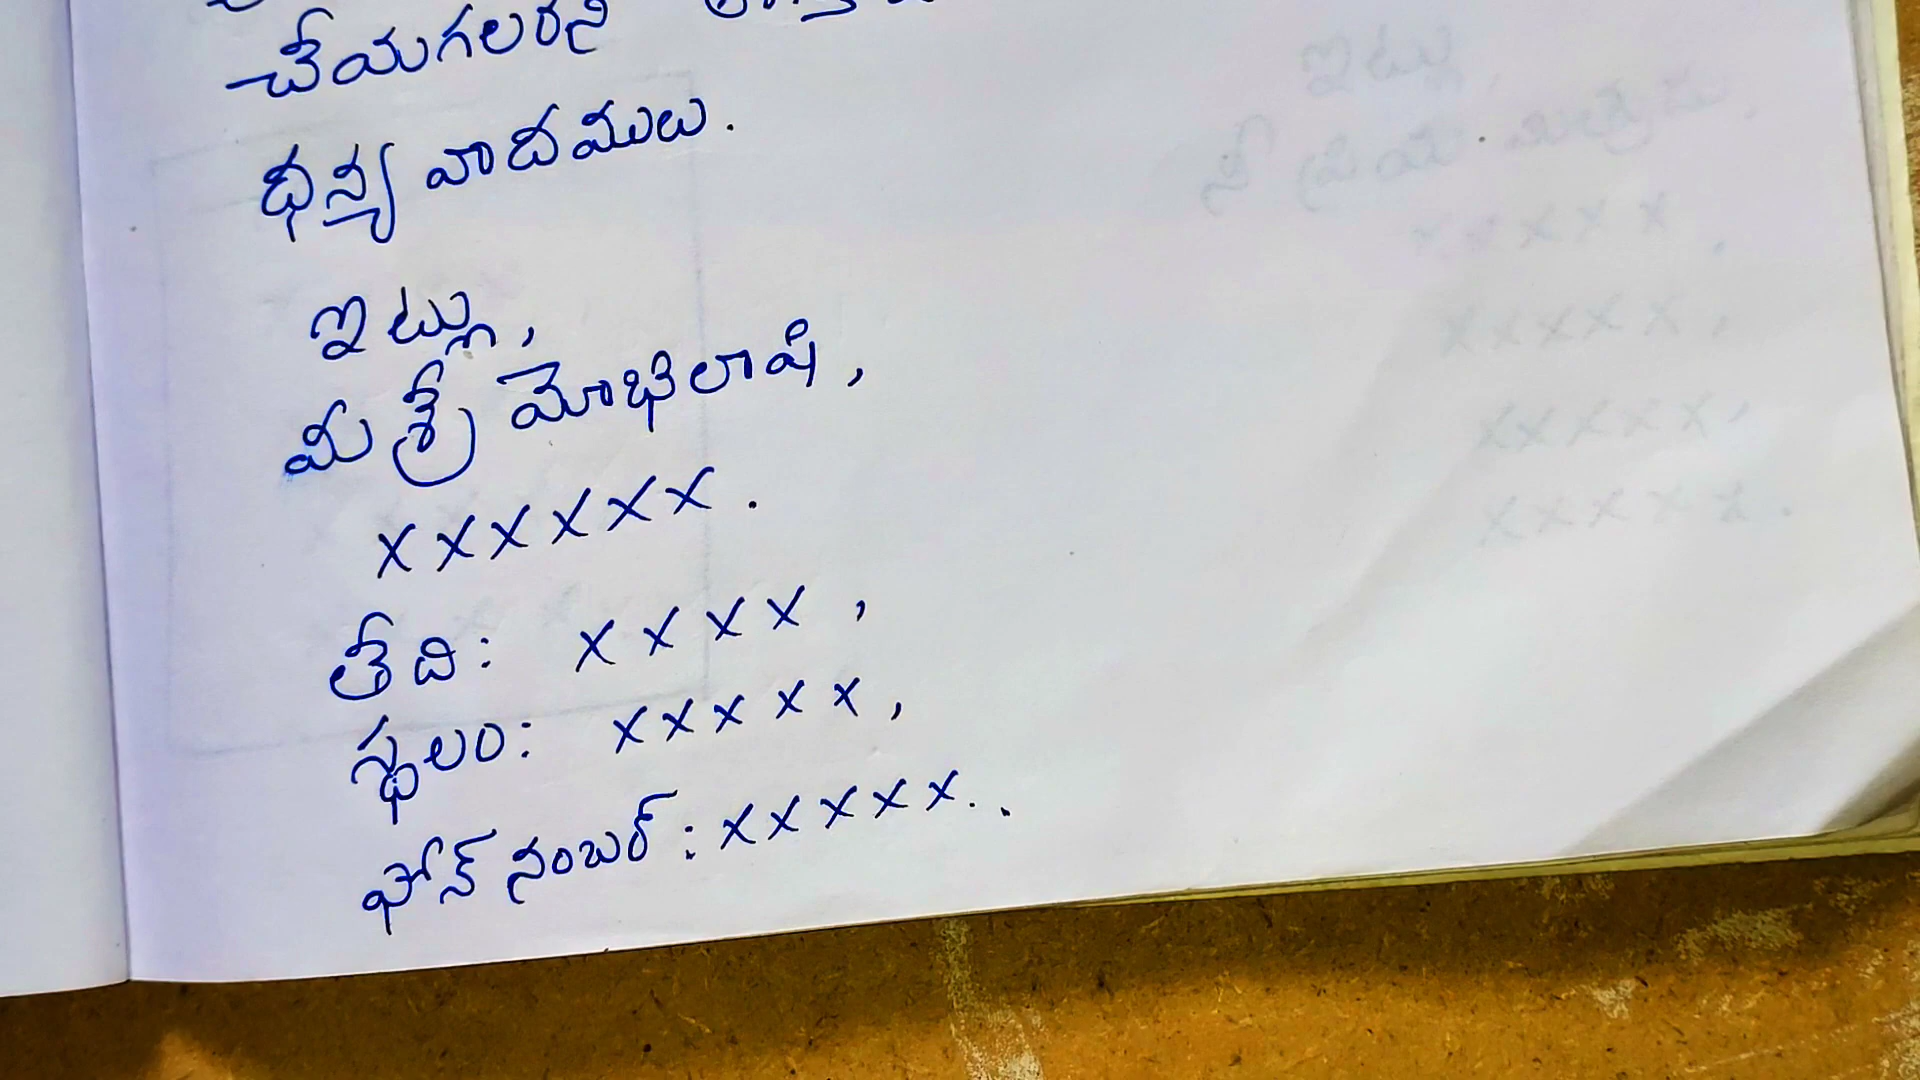 చేయగలరని
ధన్యవాదములు.
ఇట్లు,
మీ శ్రేయోభిలాషి,
xxxxxx.
తేది: xxxx,
స్థలం: xxxxx,
ఫోన్ నంబర్: xxxxx..